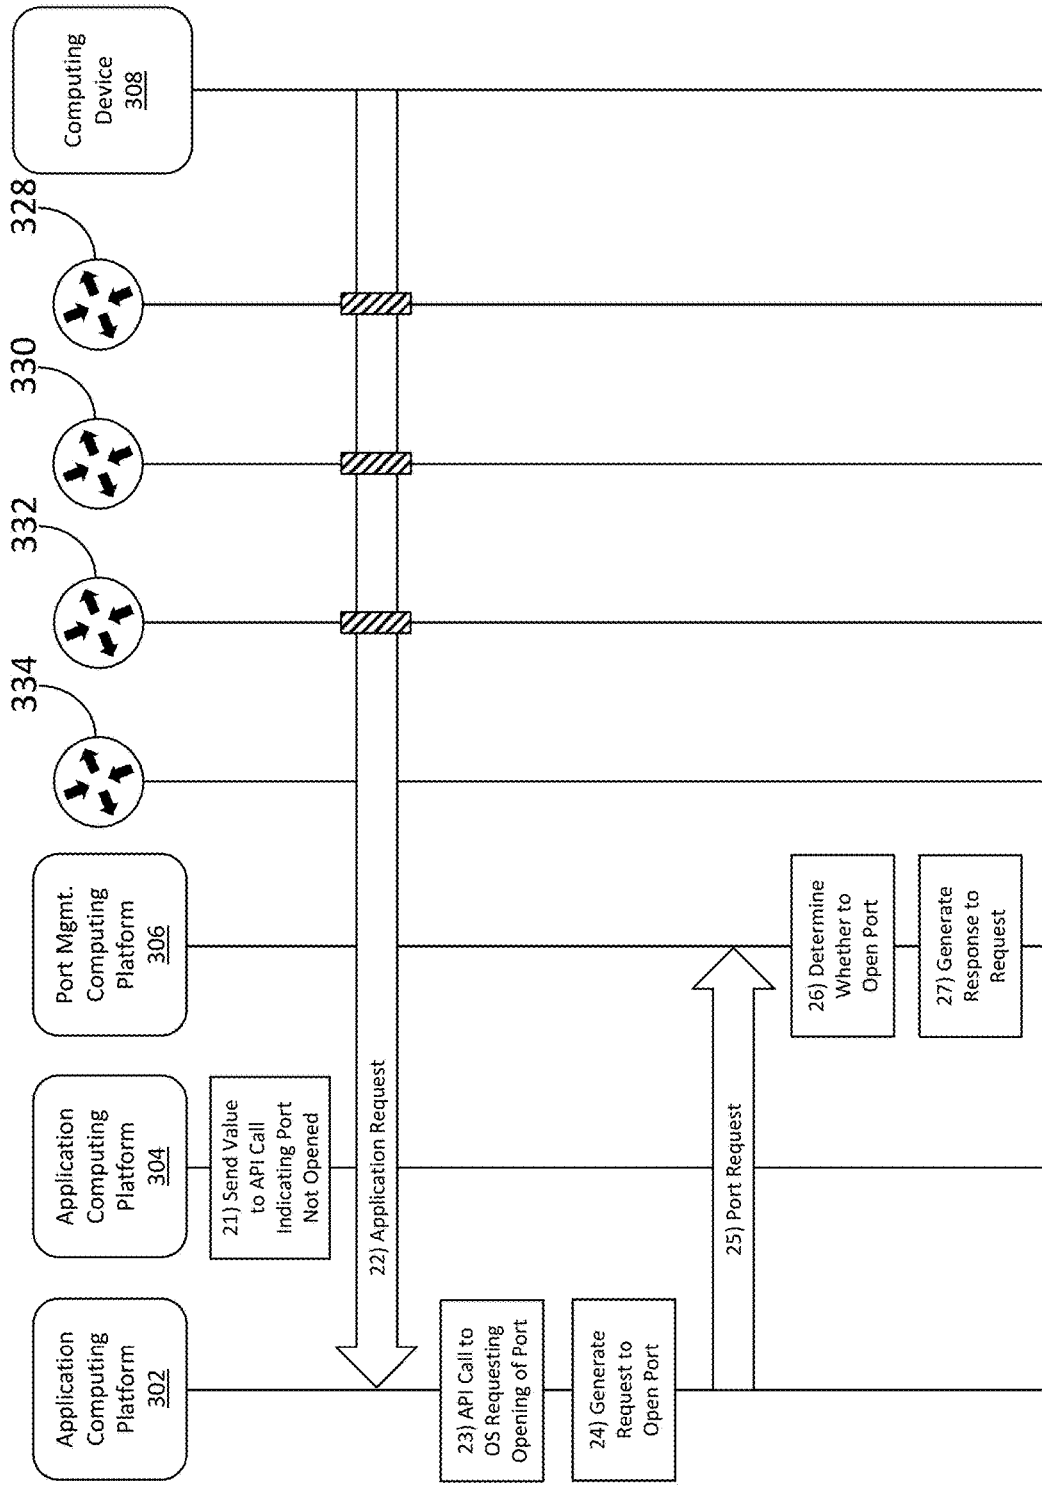 Application
Computing
Platform
302
Application
Computing
Platform
304
Port Mgmt.
Computing
Platform
306
334
332
330
328
Computing
Device
308
21) Send Value
to API Call
Indicating Port
Not Opened
22) Application Request
23) API Call to
OS Requesting
Opening of Port
24) Generate
Request to
Open Port
25) Port Request
26) Determine
Whether to
Open Port
27) Generate
Response to
Request